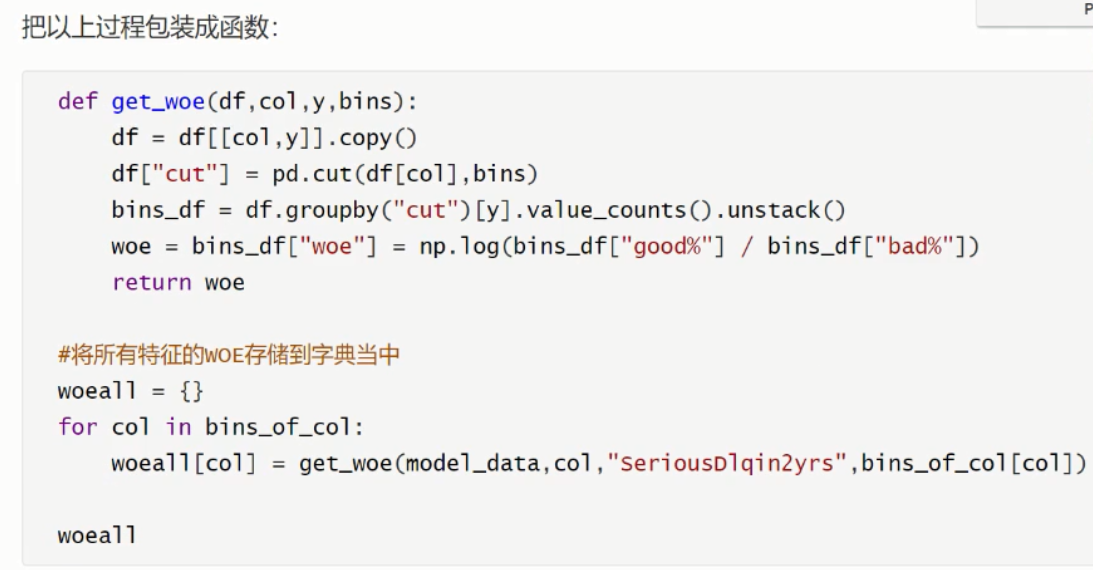 把以上过程包装成函数：
P
def get_woe(df,col,y,bins):
    df = df[[col,y]].copy()
    df["cut"] = pd.cut(df[col],bins)
    bins_df = df.groupby("cut")[y].value_counts().unstack()
    woe = bins_df["woe"] = np.log(bins_df["good%"] / bins_df["bad%"])
    return woe
#将所有特征的WOE存储到字典当中
woeall = {}
for col in bins_of_col:
    woeall[col] = get_woe(model_data,col,"SeriousDlqin2yrs",bins_of_col[col])
woeall